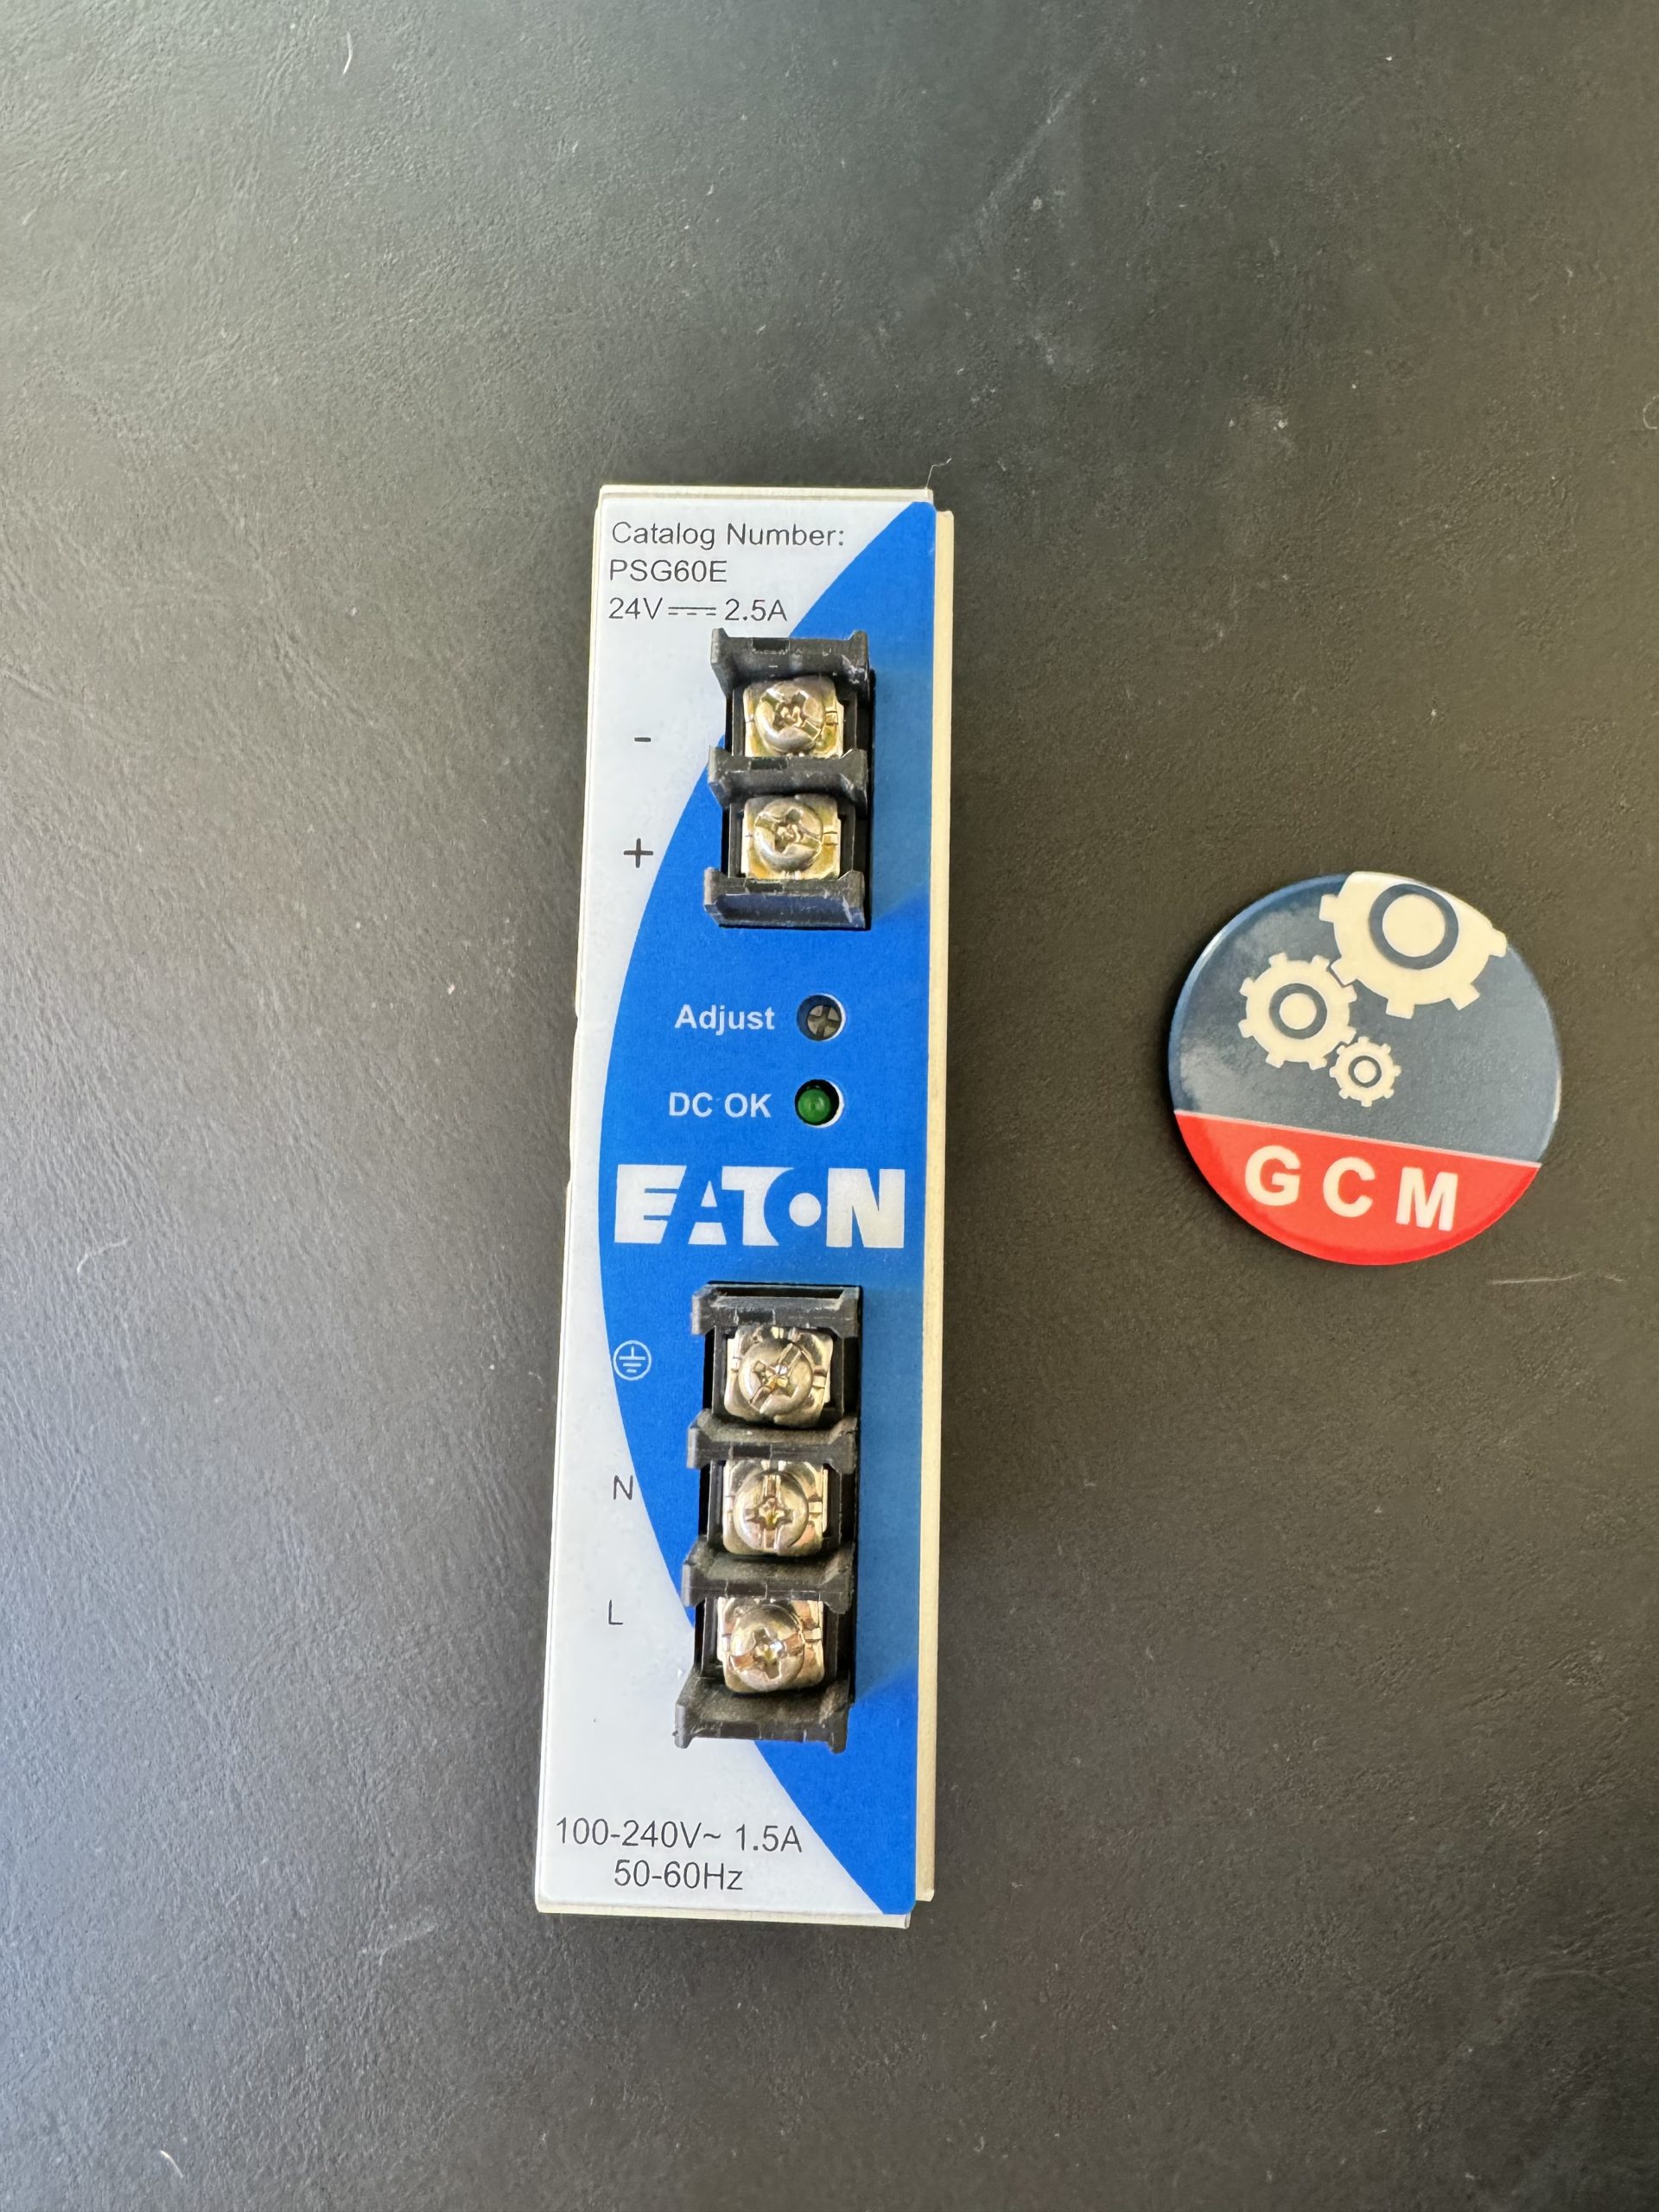 Catalog Number:
PSG60E
24V⎓2.5A
-
+
Adjust
DC OK
EATON
N
L
100-240V~ 1.5A
50-60Hz
GCM